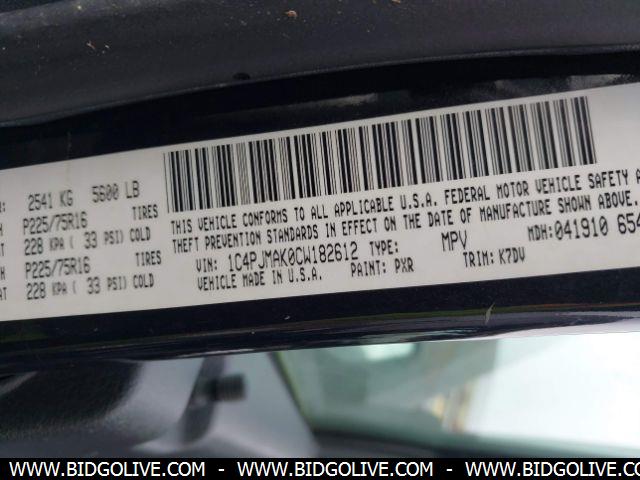 2541 KG 5600 LB
P225/75R16 TIRES
228 KPA ( 33 PSI) COLD
P225/75R16 TIRES
228 KPA ( 33 PSI) COLD
THIS VEHICLE CONFORMS TO ALL APPLICABLE U.S.A. FEDERAL MOTOR VEHICLE SAFETY
THEFT PREVENTION STANDARDS IN EFFECT ON THE DATE OF MANUFACTURE SHOWN ABOVE.
VIN: 1C4PJMAK0CW182612 TYPE: MPV MDH: 041910 654
VEHICLE MADE IN U.S.A. PAINT: PXR TRIM: K7DV
WWW.BIDGOLIVE.COM - WWW.BIDGOLIVE.COM - WWW.BIDGOLIVE.COM